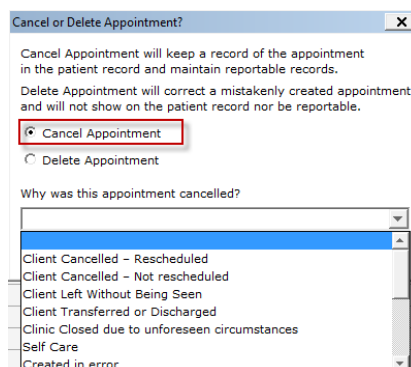 Cancel or Delete Appointment?
Cancel Appointment will keep a record of the appointment
in the patient record and maintain reportable records.
Delete Appointment will correct a mistakenly created appointment
and will not show on the patient record nor be reportable.
Cancel Appointment
Delete Appointment
Why was this appointment cancelled?
Client Cancelled – Rescheduled
Client Cancelled – Not rescheduled
Client Left Without Being Seen
Client Transferred or Discharged
Clinic Closed due to unforeseen circumstances
Self Care
Created in error